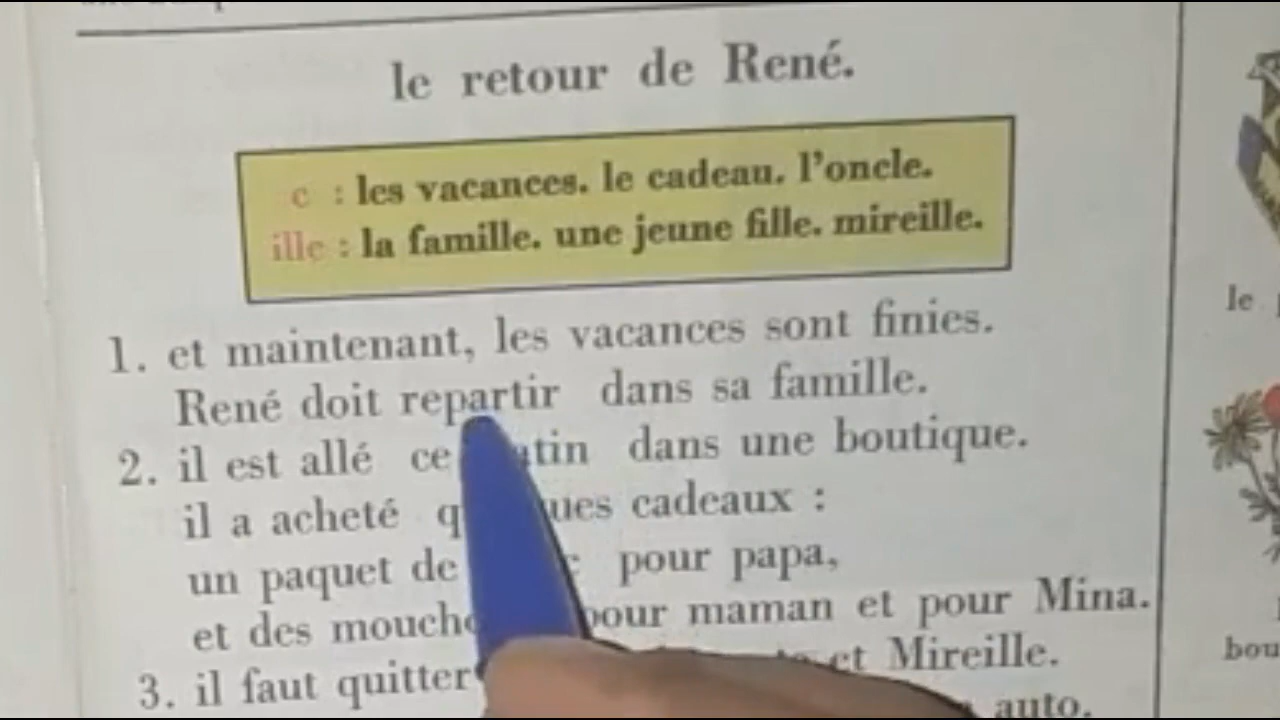 le retour de René.
c : les vacances. le cadeau. l'oncle.
ille : la famille. une jeune fille. mireille.
1. et maintenant, les vacances sont finies.
René doit repartir dans sa famille.
2. il est allé ce dans une boutique.
il a acheté cadeaux :
un paquet de pour papa,
et des pour maman et pour Mina.
3. il faut quitter et Mireille.
auto.
le